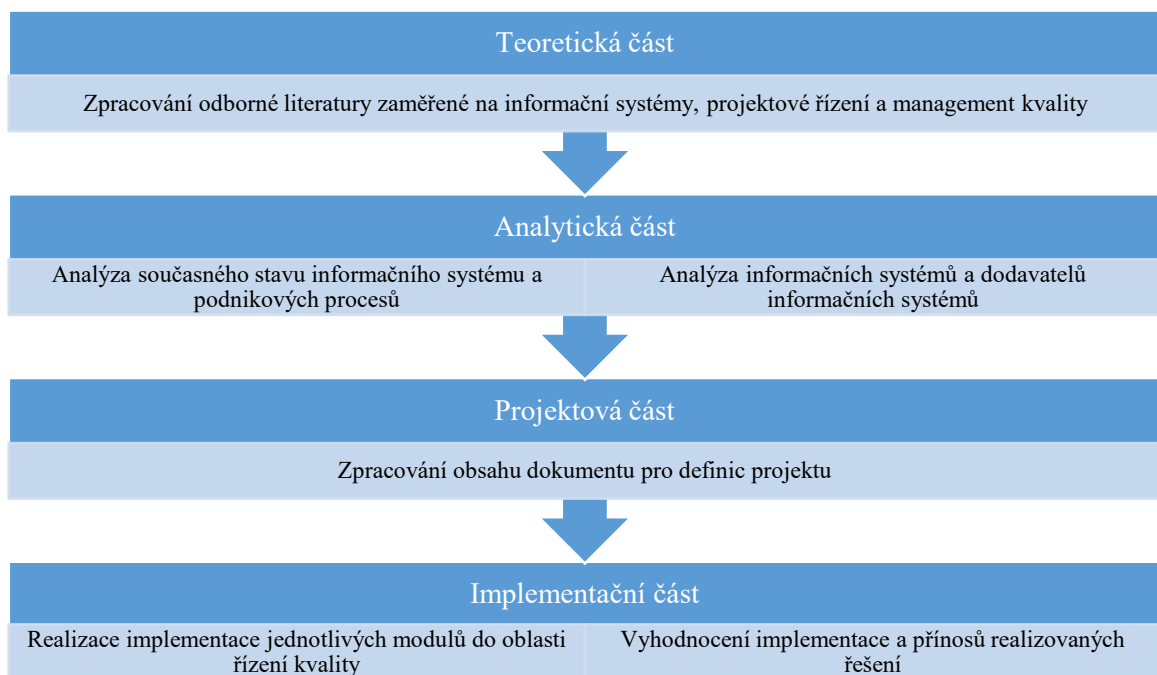 Teoretická část
Zpracování odborné literatury zaměřené na informační systémy, projektové řízení a management kvality
Analytická část
Analýza současného stavu informačního systému a
podnikových procesů
Analýza informačních systémů a dodavatelů
informačních systémů
Projektová část
Zpracování obsahu dokumentu pro definic projektu
Implementační část
Realizace implementace jednotlivých modulů do oblasti
řízení kvality
Vyhodnocení implementace a přínosů realizovaných
řešení